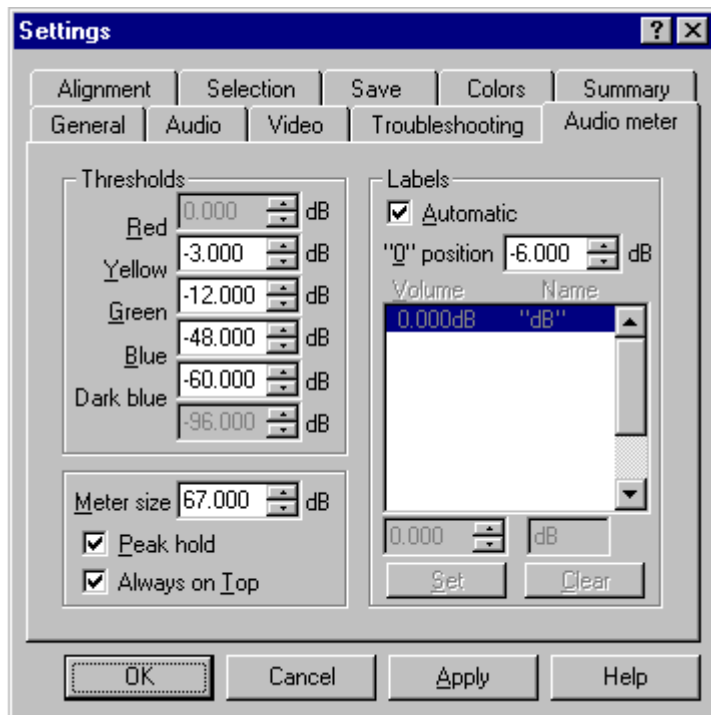 Settings
Alignment Selection Save Colors Summary
General Audio Video Troubleshooting Audio meter
Thresholds
0.000 dB
Red
-3.000 dB
Yellow
-12.000 dB
Green
-48.000 dB
Blue
-60.000 dB
Dark blue
-96.000 dB
Meter size 67.000 dB
Peak hold
Always on Top
Labels
Automatic
"0" position -6.000 dB
Volume Name
0.000dB "dB"
0.000 dB
Set Clear
OK Cancel Apply Help